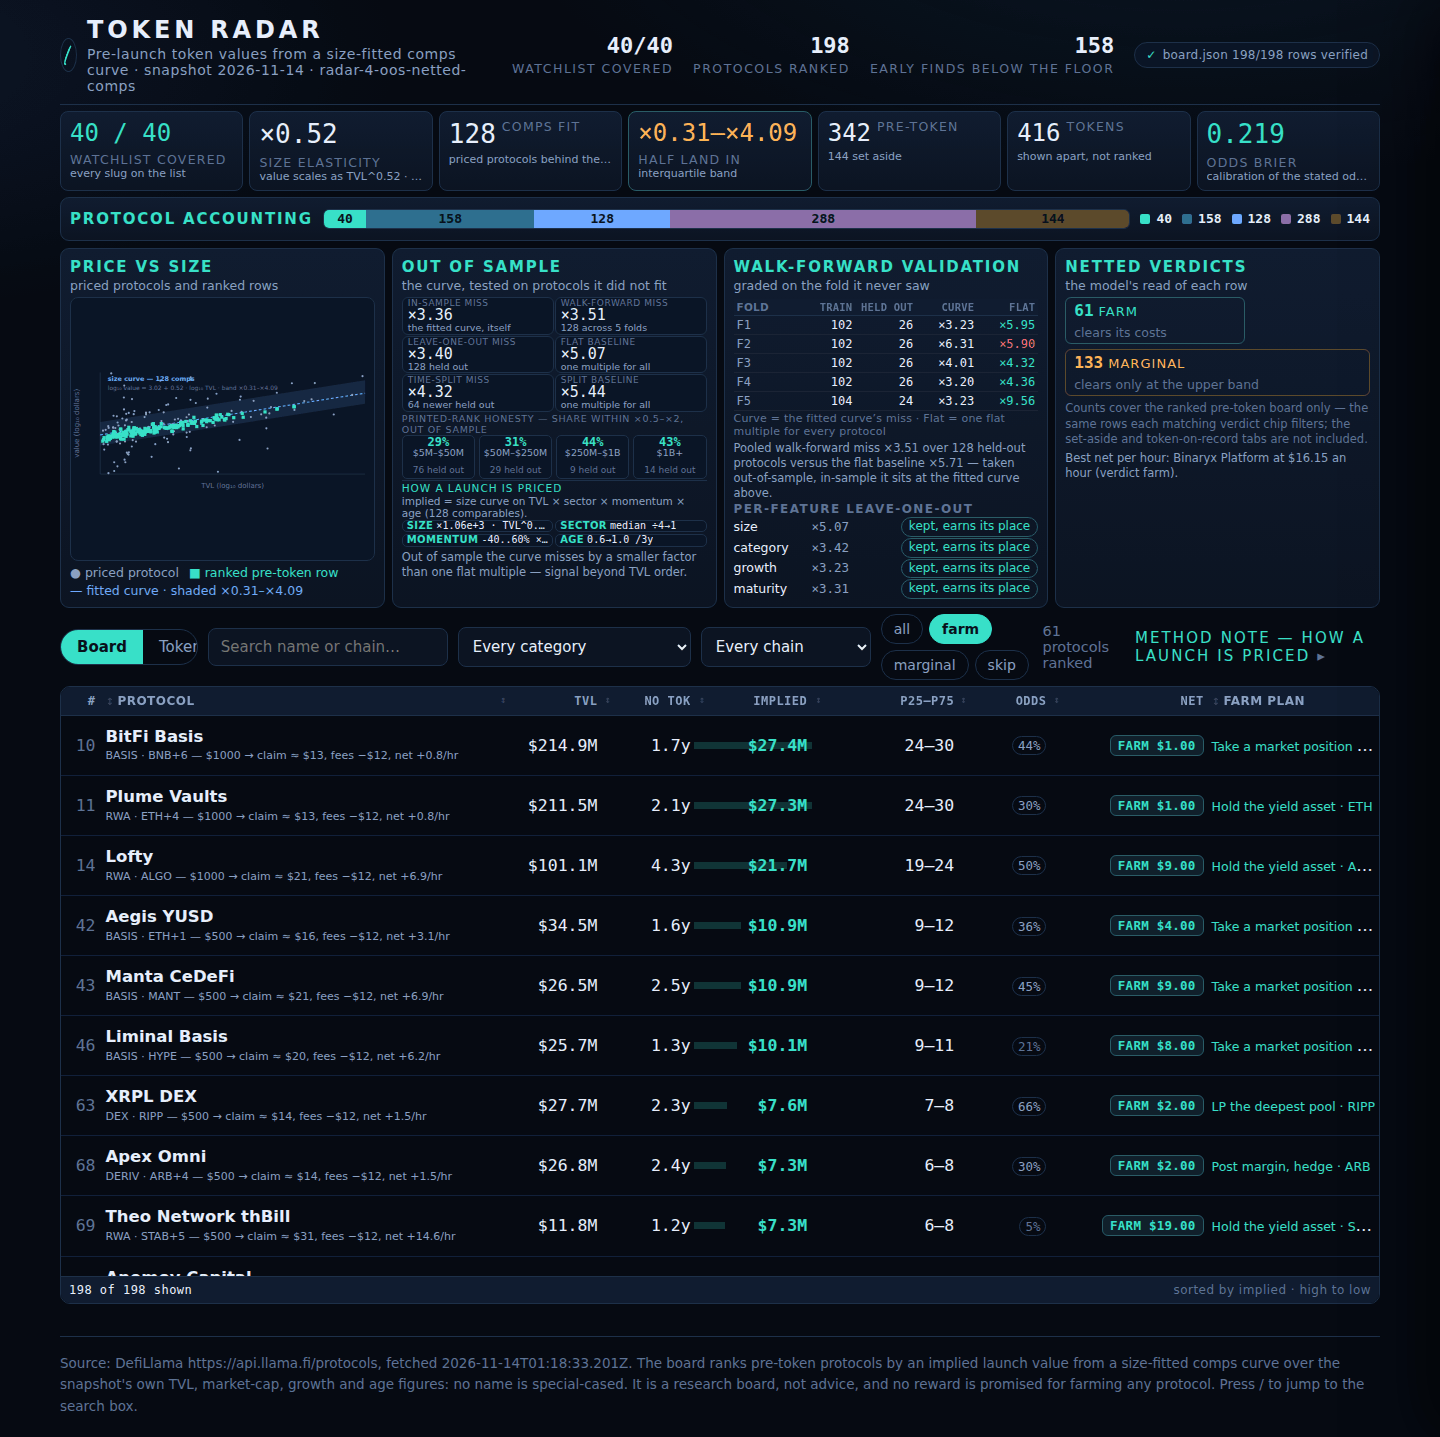 TOKEN RADAR
Pre-launch token values from a size-fitted comps
curve · snapshot 2026-11-14 · radar-4-oos-netted-
comps
40/40
WATCHLIST COVERED
198
PROTOCOLS RANKED
158
EARLY FINDS BELOW THE FLOOR
✓ board.json 198/198 rows verified
40 / 40
WATCHLIST COVERED
every slug on the list
×0.52
SIZE ELASTICITY
value scales as TVL^0.52 · …
128 COMPS FIT
priced protocols behind the…
×0.31–×4.09
HALF LAND IN
interquartile band
342 PRE-TOKEN
144 set aside
416 TOKENS
shown apart, not ranked
0.219
ODDS BRIER
calibration of the stated od…
PROTOCOL ACCOUNTING
40 158 128 288 144
40 158 128 288 144
PRICE VS SIZE
priced protocols and ranked rows
size curve — 128 comps
value (log₁₀ dollars)
TVL (log₁₀ dollars)
● priced protocol ■ ranked pre-token row
— fitted curve · shaded ×0.31–×4.09
OUT OF SAMPLE
the curve, tested on protocols it did not fit
IN-SAMPLE MISS
×3.36
the fitted curve, itself
WALK-FORWARD MISS
×3.51
128 across 5 folds
LEAVE-ONE-OUT MISS
×3.40
128 held out
FLAT BASELINE
×5.07
one multiple for all
TIME-SPLIT MISS
×4.32
64 newer held out
SPLIT BASELINE
×5.44
one multiple for all
PRINTED-RANK HONESTY — SHARE WITHIN ×0.5–×2,
OUT OF SAMPLE
29%
$5M–$50M
76 held out
31%
$50M–$250M
29 held out
44%
$250M–$1B
9 held out
43%
$1B+
14 held out
HOW A LAUNCH IS PRICED
implied = size curve on TVL × sector × momentum ×
age (128 comparables).
SIZE ×1.06e+3 · TVL^0.…
SECTOR median ÷4→1
MOMENTUM -40..60% ×…
AGE 0.6→1.0 /3y
Out of sample the curve misses by a smaller factor
than one flat multiple — signal beyond TVL order.
WALK-FORWARD VALIDATION
graded on the fold it never saw
FOLD TRAIN HELD OUT CURVE FLAT
F1 102 26 ×3.23 ×5.95
F2 102 26 ×6.31 ×5.90
F3 102 26 ×4.01 ×4.32
F4 102 26 ×3.20 ×4.36
F5 104 24 ×3.23 ×9.56
Curve = the fitted curve's miss · Flat = one flat
multiple for every protocol
Pooled walk-forward miss ×3.51 over 128 held-out
protocols versus the flat baseline ×5.71 — taken
out-of-sample, in-sample it sits at the fitted curve
above.
PER-FEATURE LEAVE-ONE-OUT
size ×5.07 kept, earns its place
category ×3.42 kept, earns its place
growth ×3.23 kept, earns its place
maturity ×3.31 kept, earns its place
NETTED VERDICTS
the model's read of each row
61 FARM
clears its costs
133 MARGINAL
clears only at the upper band
Counts cover the ranked pre-token board only — the
same rows each matching verdict chip filters; the
set-aside and token-on-record tabs are not included.
Best net per hour: Binaryx Platform at $16.15 an
hour (verdict farm).
Board Token
Search name or chain…
Every category
Every chain
all farm
marginal skip
61
protocols
ranked
METHOD NOTE — HOW A
LAUNCH IS PRICED ▸
# ↕ PROTOCOL ↕ TVL ↕ NO TOK ↕ IMPLIED ↕ P25–P75 ↕ ODDS ↕ NET ↕ FARM PLAN
10 BitFi Basis $214.9M 1.7y $27.4M 24–30 44% FARM $1.00 Take a market position …
BASIS · BNB+6 — $1000 → claim ≈ $13, fees −$12, net +0.8/hr
11 Plume Vaults $211.5M 2.1y $27.3M 24–30 30% FARM $1.00 Hold the yield asset · ETH
RWA · ETH+4 — $1000 → claim ≈ $13, fees −$12, net +0.8/hr
14 Lofty $101.1M 4.3y $21.7M 19–24 50% FARM $9.00 Hold the yield asset · A…
RWA · ALGO — $1000 → claim ≈ $21, fees −$12, net +6.9/hr
42 Aegis YUSD $34.5M 1.6y $10.9M 9–12 36% FARM $4.00 Take a market position …
BASIS · ETH+1 — $500 → claim ≈ $16, fees −$12, net +3.1/hr
43 Manta CeDeFi $26.5M 2.5y $10.9M 9–12 45% FARM $9.00 Take a market position …
BASIS · MANT — $500 → claim ≈ $21, fees −$12, net +6.9/hr
46 Liminal Basis $25.7M 1.3y $10.1M 9–11 21% FARM $8.00 Take a market position …
BASIS · HYPE — $500 → claim ≈ $20, fees −$12, net +6.2/hr
63 XRPL DEX $27.7M 2.3y $7.6M 7–8 66% FARM $2.00 LP the deepest pool · RIPP
DEX · RIPP — $500 → claim ≈ $14, fees −$12, net +1.5/hr
68 Apex Omni $26.8M 2.4y $7.3M 6–8 30% FARM $2.00 Post margin, hedge · ARB
DERIV · ARB+4 — $500 → claim ≈ $14, fees −$12, net +1.5/hr
69 Theo Network thBill $11.8M 1.2y $7.3M 6–8 5% FARM $19.00 Hold the yield asset · S…
RWA · STAB+5 — $500 → claim ≈ $31, fees −$12, net +14.6/hr
198 of 198 shown
sorted by implied · high to low
Source: DefiLlama https://api.llama.fi/protocols, fetched 2026-11-14T01:18:33.201Z. The board ranks pre-token protocols by an implied launch value from a size-fitted comps curve over the
snapshot's own TVL, market-cap, growth and age figures: no name is special-cased. It is a research board, not advice, and no reward is promised for farming any protocol. Press / to jump to the
search box.